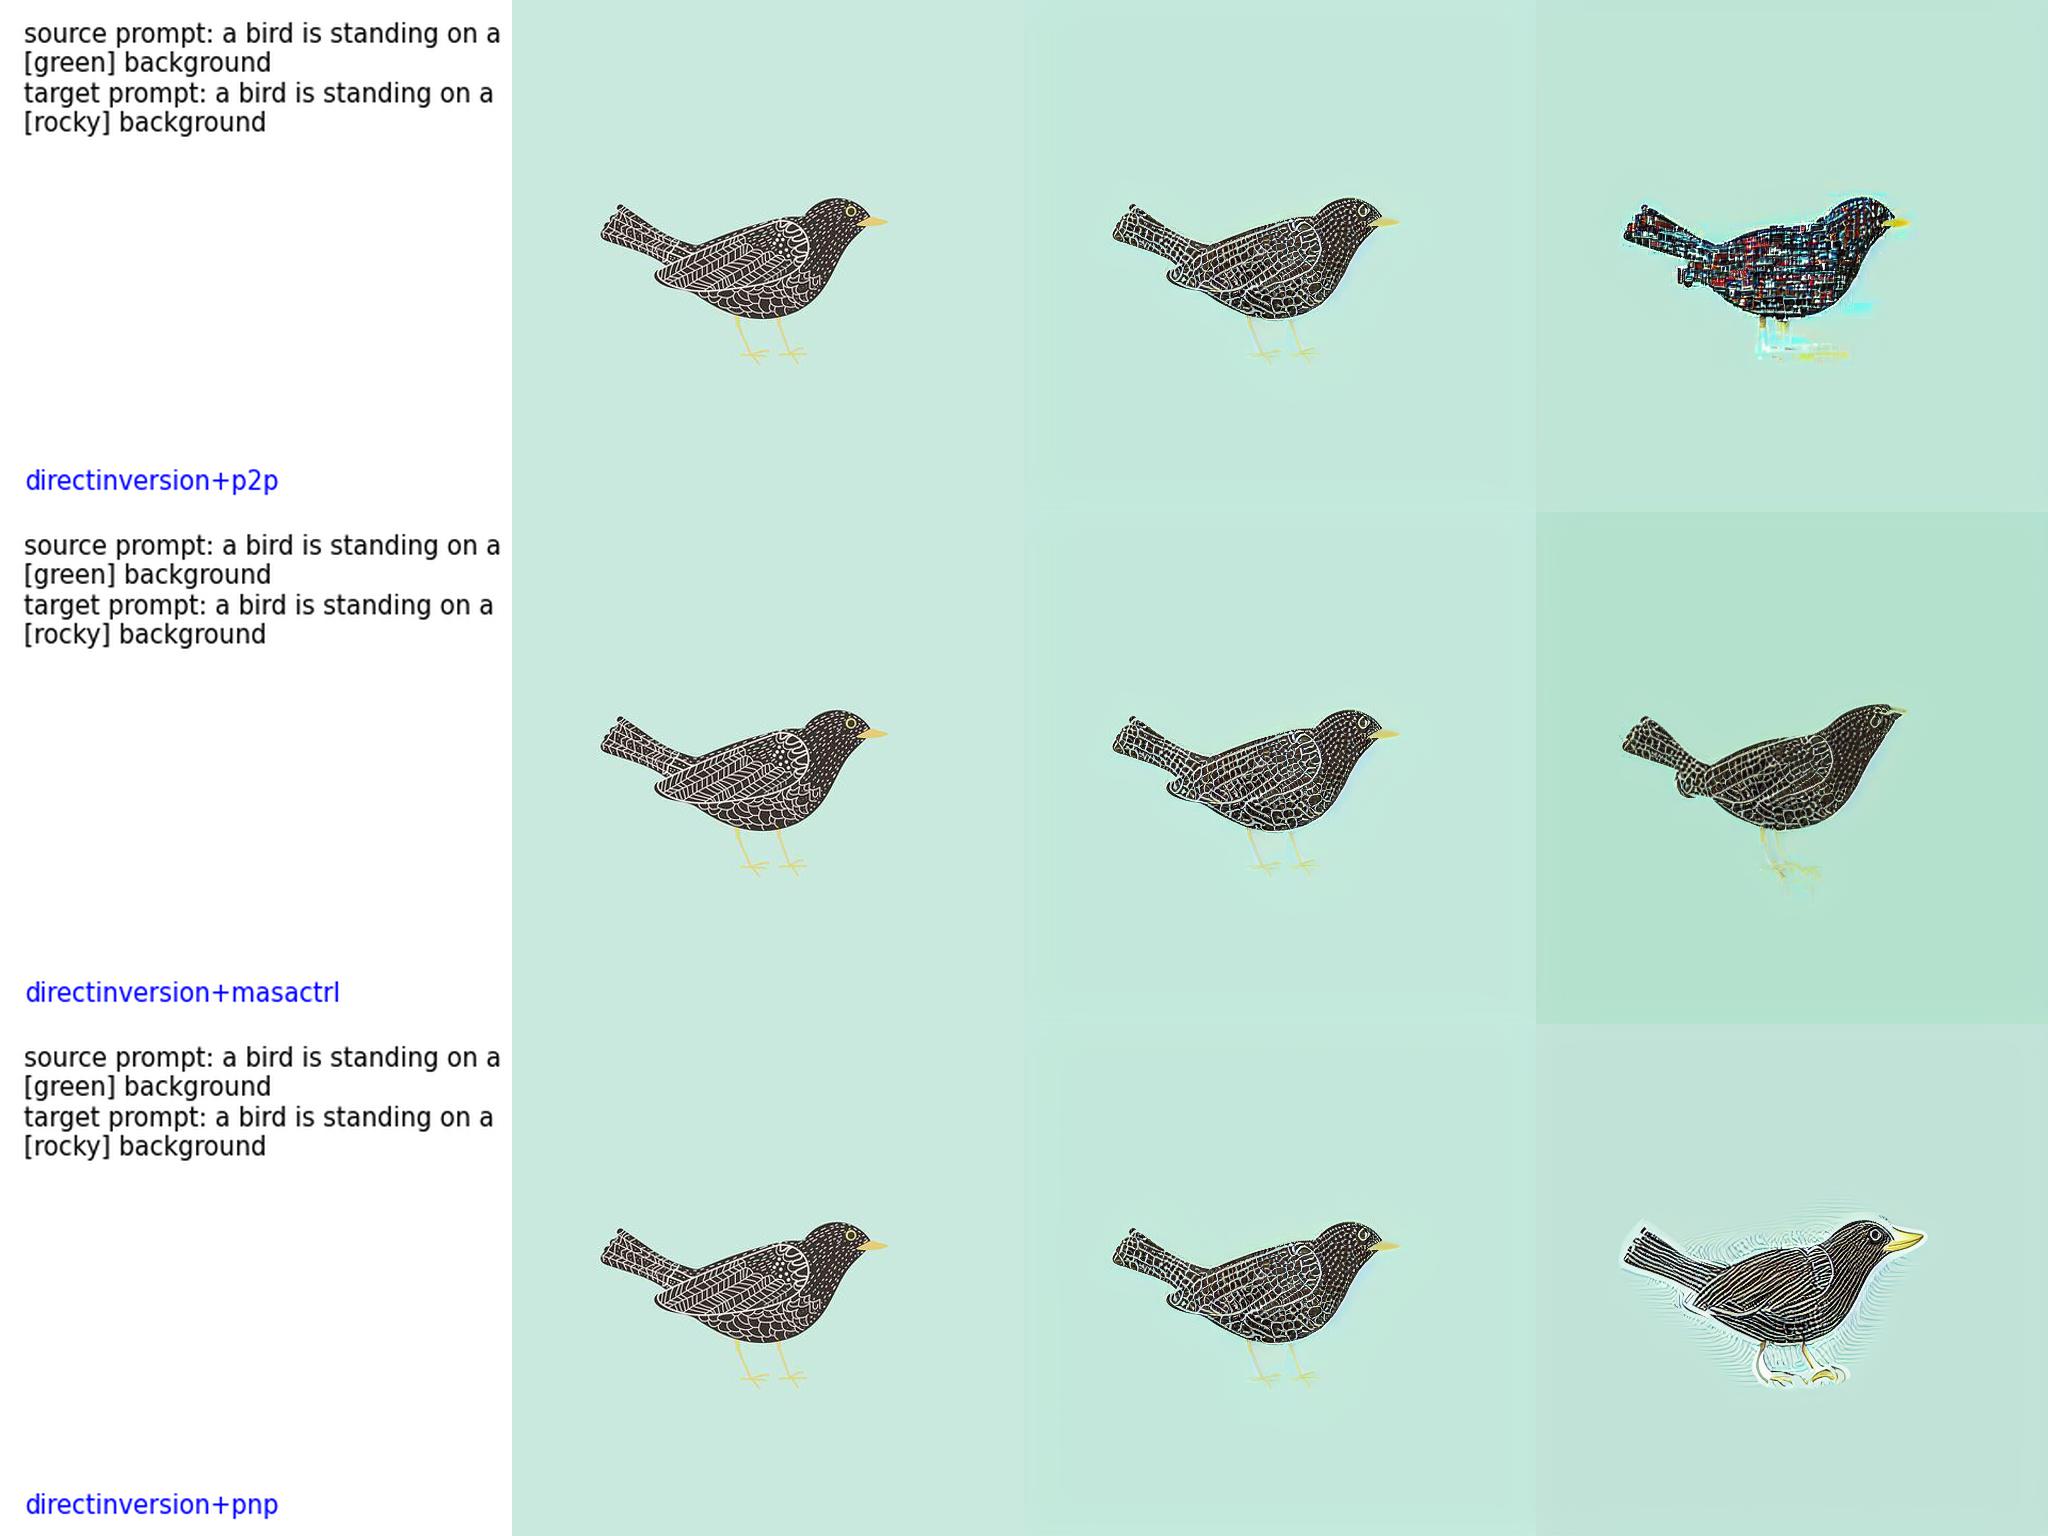 source prompt: a bird is standing on a
[green] background
target prompt: a bird is standing on a
[rocky] background
directinversion+p2p
source prompt: a bird is standing on a
[green] background
target prompt: a bird is standing on a
[rocky] background
directinversion+masactrl
source prompt: a bird is standing on a
[green] background
target prompt: a bird is standing on a
[rocky] background
directinversion+pnp